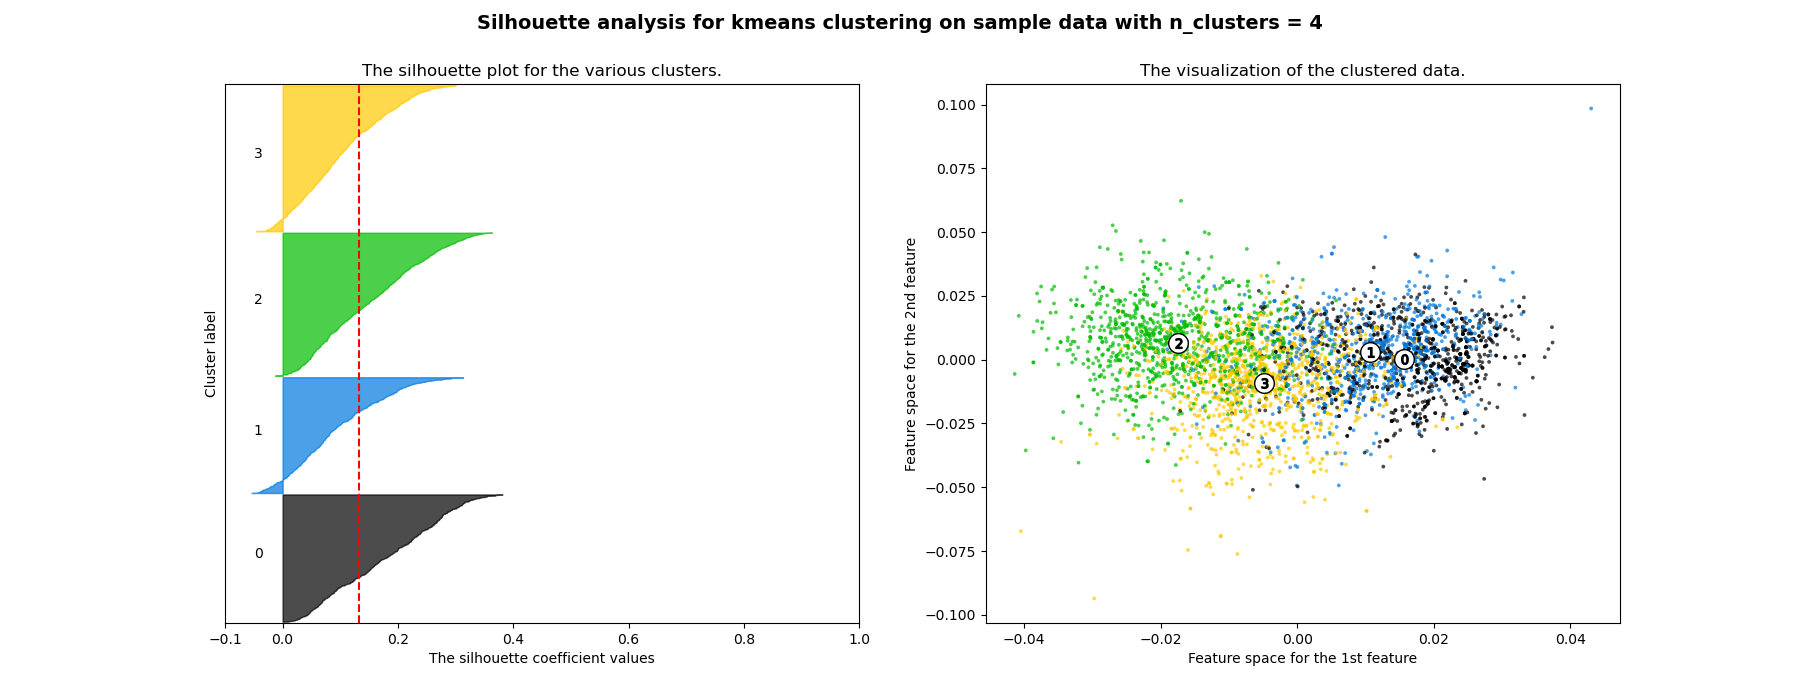 Silhouette analysis for kmeans clustering on sample data with n_clusters = 4
The silhouette plot for the various clusters.
3
2
1
0
Cluster label
−0.1 0.0 0.2 0.4 0.6 0.8 1.0
The silhouette coefficient values
The visualization of the clustered data.
0.100
0.075
0.050
0.025
0.000
−0.025
−0.050
−0.075
−0.100
Feature space for the 2nd feature
2
1
0
3
−0.04 −0.02 0.00 0.02 0.04
Feature space for the 1st feature